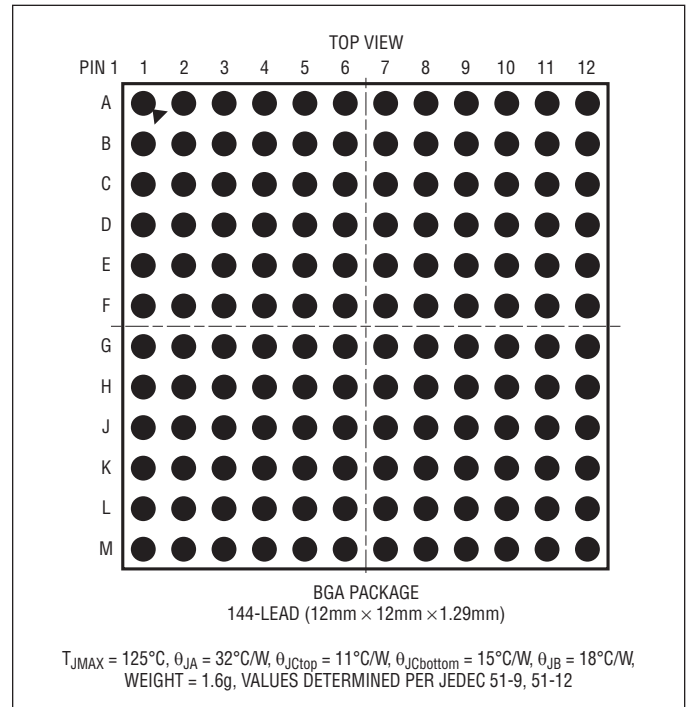 TOP VIEW
PIN 1 1 2 3 4 5 6 7 8 9 10 11 12
A
B
C
D
E
F
G
H
J
K
L
M
BGA PACKAGE
144-LEAD (12mm × 12mm ×1.29mm)
TJMAX = 125°C, θJA = 32°C/W, θJCtop = 11°C/W, θJCbottom = 15°C/W, θJB = 18°C/W,
WEIGHT = 1.6g, VALUES DETERMINED PER JEDEC 51-9, 51-12